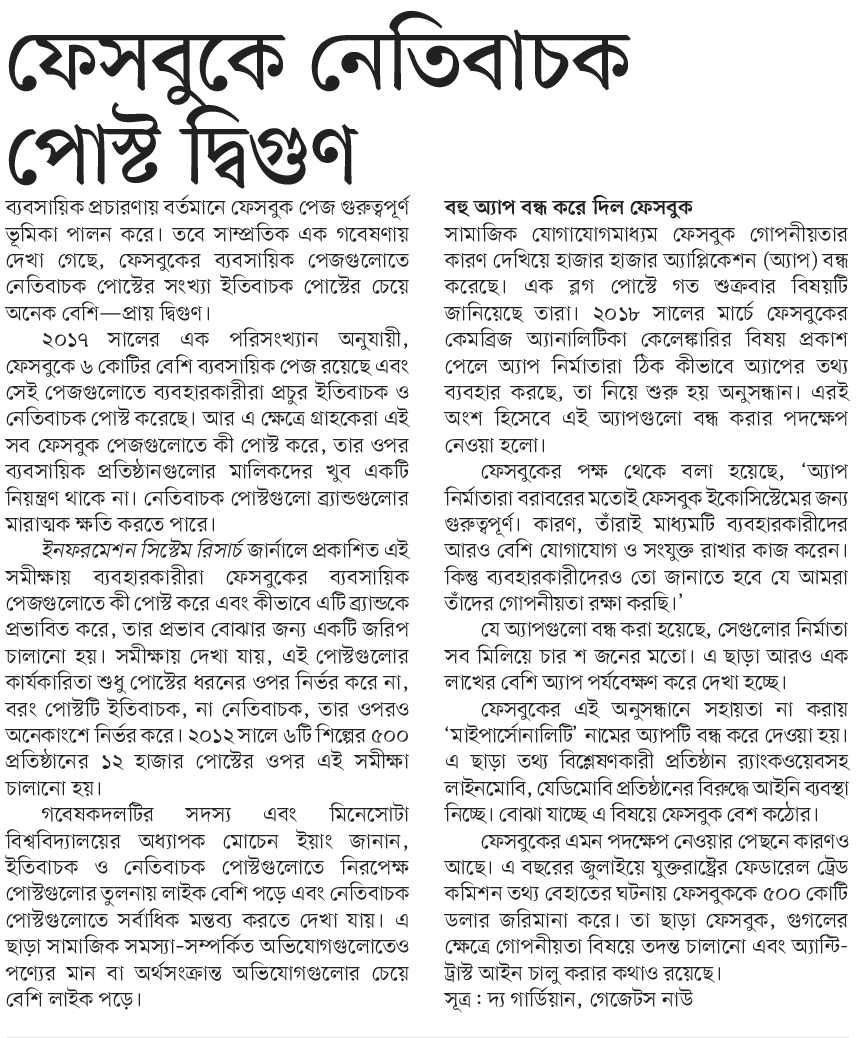 ফেসবুকে নেতিবাচক
পোস্ট দ্বিগুণ
ব্যবসায়িক প্রচারণায় বর্তমানে ফেসবুক পেজ গুরুত্বপূর্ণ
ভূমিকা পালন করে। তবে সাম্প্রতিক এক গবেষণায়
দেখা গেছে, ফেসবুকের ব্যবসায়িক পেজগুলোতে
নেতিবাচক পোস্টের সংখ্যা ইতিবাচক পোস্টের চেয়ে
অনেক বেশি—প্রায় দ্বিগুণ।
২০১৭ সালের এক পরিসংখ্যান অনুযায়ী,
ফেসবুকে ৬ কোটির বেশি ব্যবসায়িক পেজ রয়েছে এবং
সেই পেজগুলোতে ব্যবহারকারীরা প্রচুর ইতিবাচক ও
নেতিবাচক পোস্ট করেছে। আর এ ক্ষেত্রে গ্রাহকেরা এই
সব ফেসবুক পেজগুলোতে কী পোস্ট করে, তার ওপর
ব্যবসায়িক প্রতিষ্ঠানগুলোর মালিকদের খুব একটি
নিয়ন্ত্রণ থাকে না। নেতিবাচক পোস্টগুলো ব্র্যান্ডগুলোর
মারাত্মক ক্ষতি করতে পারে।
ইনফরমেশন সিস্টেম রিসার্চ জার্নালে প্রকাশিত এই
সমীক্ষায় ব্যবহারকারীরা ফেসবুকের ব্যবসায়িক
পেজগুলোতে কী পোস্ট করে এবং কীভাবে এটি ব্র্যান্ডকে
প্রভাবিত করে, তার প্রভাব বোঝার জন্য একটি জরিপ
চালানো হয়। সমীক্ষায় দেখা যায়, এই পোস্টগুলোর
কার্যকারিতা শুধু পোস্টের ধরনের ওপর নির্ভর করে না,
বরং পোস্টটি ইতিবাচক, না নেতিবাচক, তার ওপরও
অনেকাংশে নির্ভর করে। ২০১২ সালে ৬টি শিল্পের ৫০০
প্রতিষ্ঠানের ১২ হাজার পোস্টের ওপর এই সমীক্ষা
চালানো হয়।
গবেষকদলটির সদস্য এবং মিনেসোটা
বিশ্ববিদ্যালয়ের অধ্যাপক মোচেন ইয়াং জানান,
ইতিবাচক ও নেতিবাচক পোস্টগুলোতে নিরপেক্ষ
পোস্টগুলোর তুলনায় লাইক বেশি পড়ে এবং নেতিবাচক
পোস্টগুলোতে সর্বাধিক মন্তব্য করতে দেখা যায়। এ
ছাড়া সামাজিক সমস্যা-সম্পর্কিত অভিযোগগুলোতেও
পণ্যের মান বা অর্থসংক্রান্ত অভিযোগগুলোর চেয়ে
বেশি লাইক পড়ে।
বহু অ্যাপ বন্ধ করে দিল ফেসবুক
সামাজিক যোগাযোগমাধ্যম ফেসবুক গোপনীয়তার
কারণ দেখিয়ে হাজার হাজার অ্যাপ্লিকেশন (অ্যাপ) বন্ধ
করেছে। এক ব্লগ পোস্টে গত শুক্রবার বিষয়টি
জানিয়েছে তারা। ২০১৮ সালের মার্চে ফেসবুকের
কেমব্রিজ অ্যানালিটিকা কেলেঙ্কারির বিষয় প্রকাশ
পেলে অ্যাপ নির্মাতারা ঠিক কীভাবে অ্যাপের তথ্য
ব্যবহার করছে, তা নিয়ে শুরু হয় অনুসন্ধান। এরই
অংশ হিসেবে এই অ্যাপগুলো বন্ধ করার পদক্ষেপ
নেওয়া হলো।
ফেসবুকের পক্ষ থেকে বলা হয়েছে, ‘অ্যাপ
নির্মাতারা বরাবরের মতোই ফেসবুক ইকোসিস্টেমের জন্য
গুরুত্বপূর্ণ। কারণ, তাঁরাই মাধ্যমটি ব্যবহারকারীদের
আরও বেশি যোগাযোগ ও সংযুক্ত রাখার কাজ করেন।
কিন্তু ব্যবহারকারীদেরও তো জানাতে হবে যে আমরা
তাঁদের গোপনীয়তা রক্ষা করছি।’
যে অ্যাপগুলো বন্ধ করা হয়েছে, সেগুলোর নির্মাতা
সব মিলিয়ে চার শ জনের মতো। এ ছাড়া আরও এক
লাখের বেশি অ্যাপ পর্যবেক্ষণ করে দেখা হচ্ছে।
ফেসবুকের এই অনুসন্ধানে সহায়তা না করায়
‘মাইপার্সোনালিটি’ নামের অ্যাপটি বন্ধ করে দেওয়া হয়।
এ ছাড়া তথ্য বিশ্লেষণকারী প্রতিষ্ঠান র‍্যাংকওয়েবসহ
লাইনমোবি, যেডিমোবি প্রতিষ্ঠানের বিরুদ্ধে আইনি ব্যবস্থা
নিচ্ছে। বোঝা যাচ্ছে এ বিষয়ে ফেসবুক বেশ কঠোর।
ফেসবুকের এমন পদক্ষেপ নেওয়ার পেছনে কারণও
আছে। এ বছরের জুলাইয়ে যুক্তরাষ্ট্রের ফেডারেল ট্রেড
কমিশন তথ্য বেহাতের ঘটনায় ফেসবুককে ৫০০ কোটি
ডলার জরিমানা করে। তা ছাড়া ফেসবুক, গুগলের
ক্ষেত্রে গোপনীয়তা বিষয়ে তদন্ত চালানো এবং অ্যান্টি-
ট্রাস্ট আইন চালু করার কথাও রয়েছে।
সূত্র : দ্য গার্ডিয়ান, গেজেটস নাউ